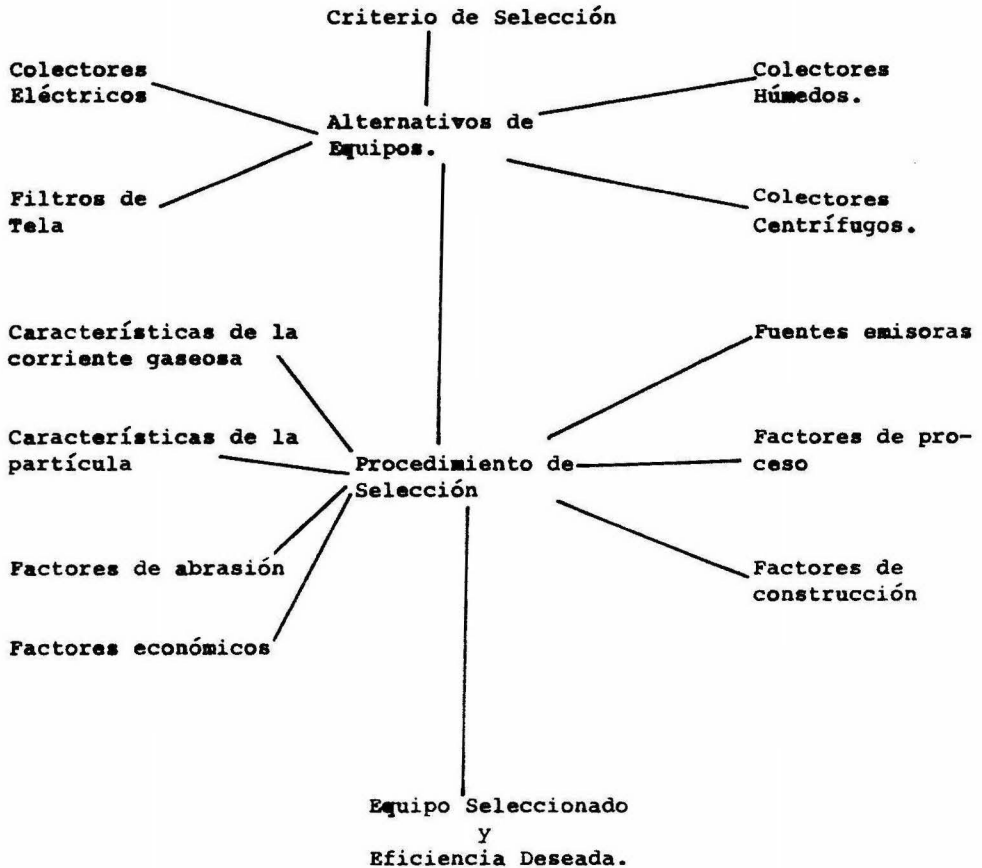 Criterio de Selección
Colectores
Eléctricos
Colectores
Húmedos.
Alternativos de
Equipos.
Filtros de
Tela
Colectores
Centrífugos.
Características de la
corriente gaseosa
Fuentes emisoras
Características de la
partícula
Procedimiento de
Selección
Factores de pro-
ceso
Factores de abrasión
Factores de
construcción
Factores económicos
Equipo Seleccionado
y
Eficiencia Deseada.